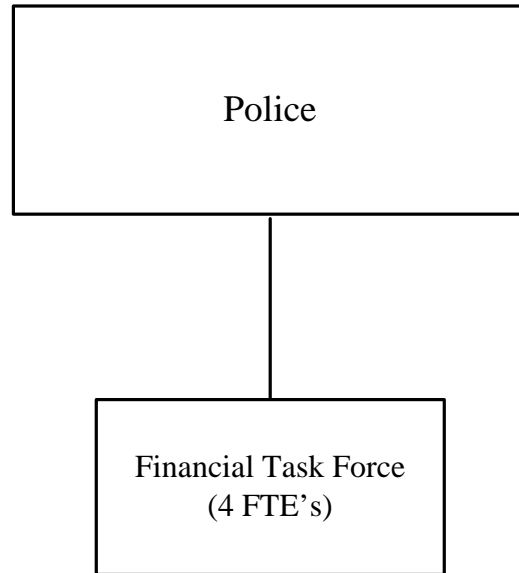 Police
Financial Task Force
(4 FTE’s)